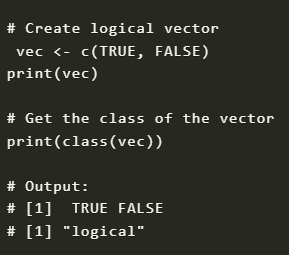 # Create logical vector
 vec <- c(TRUE, FALSE)
print(vec)

# Get the class of the vector
print(class(vec))

# Output:
# [1]  TRUE FALSE
# [1] "logical"